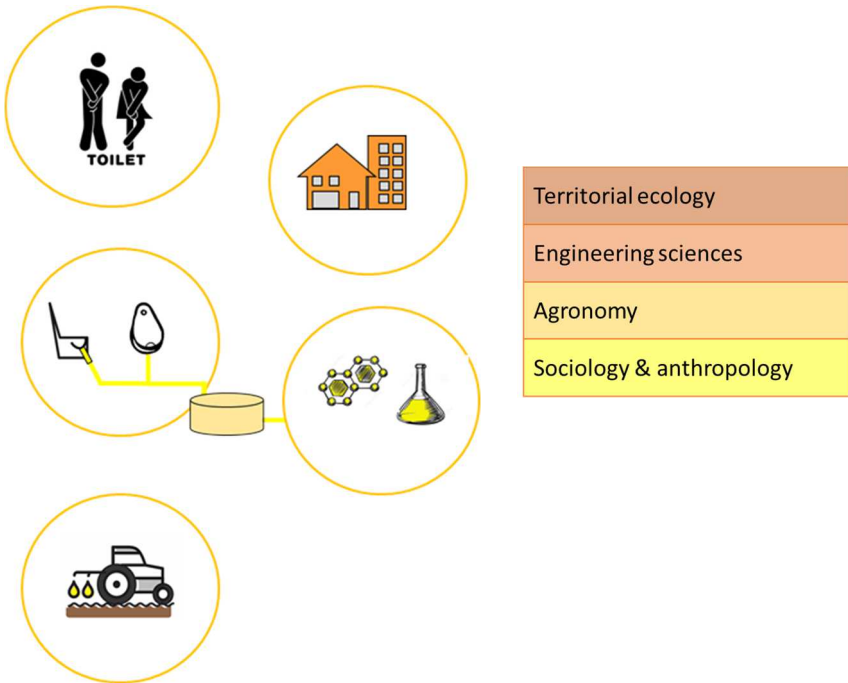 TOILET
Territorial ecology
Engineering sciences
Agronomy
Sociology & anthropology